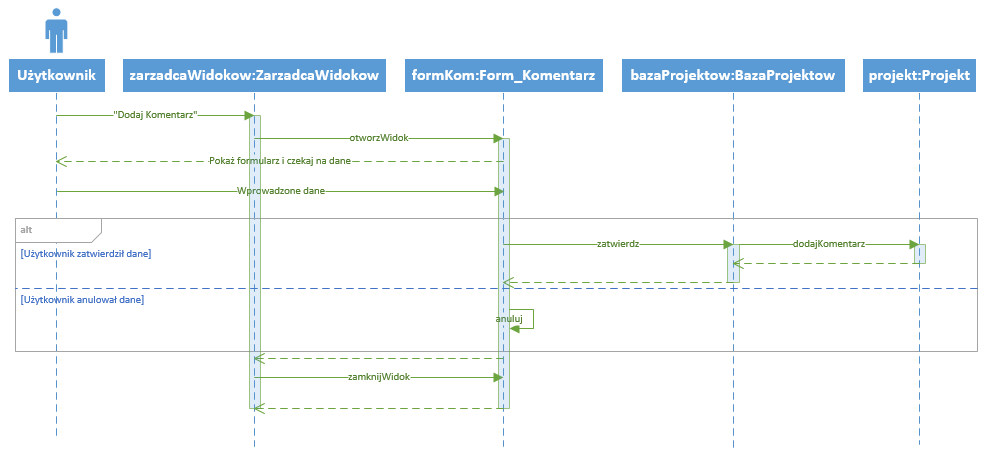 Użytkownik
zarzadcaWidokow:ZarzadcaWidokow
formKom:Form_Komentarz
bazaProjektow:BazaProjektow
projekt:Projekt
"Dodaj Komentarz"
otworzWidok
Pokaż formularz i czekaj na dane
Wprowadzone dane
alt
[Użytkownik zatwierdził dane]
zatwierdz
dodajKomentarz
[Użytkownik anulował dane]
anuluj
zamknijWidok